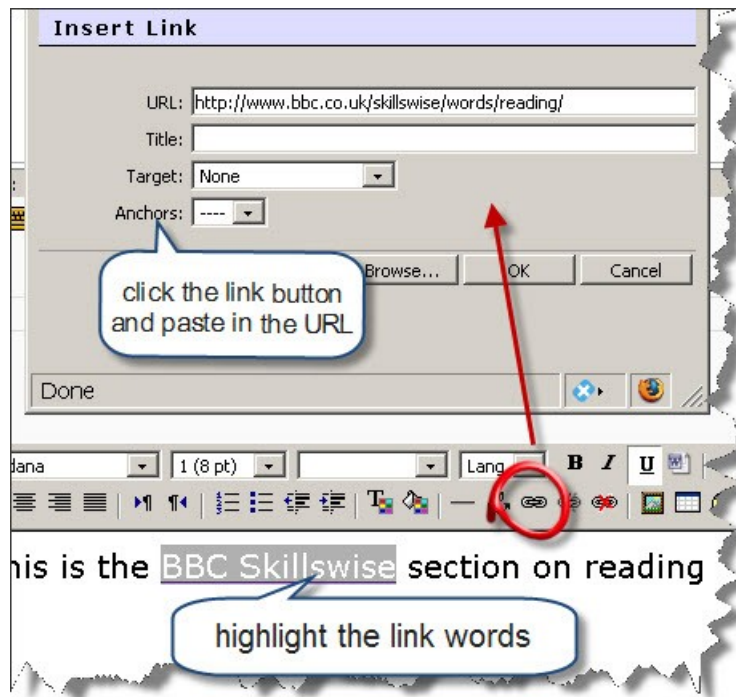 Insert Link
URL: http://www.bbc.co.uk/skillswise/words/reading/
Title:
Target: None
Anchors: ----
click the link button
and paste in the URL
Browse... OK Cancel
Done
dana 1 (8 pt) Lang B I U
his is the BBC Skillswise section on reading
highlight the link words